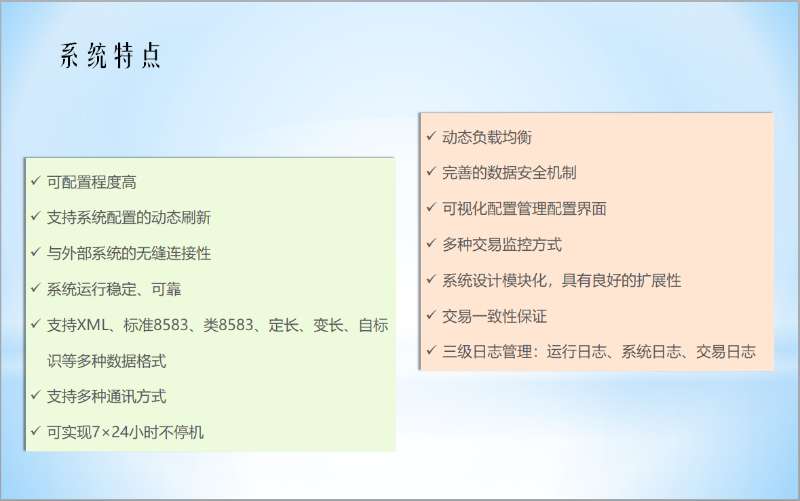 系统特点
可配置程度高
支持系统配置的动态刷新
与外部系统的无缝连接性
系统运行稳定、可靠
支持XML、标准8583、类8583、定长、变长、自标
识等多种数据格式
支持多种通讯方式
可实现7×24小时不停机
动态负载均衡
完善的数据安全机制
可视化配置管理配置界面
多种交易监控方式
系统设计模块化，具有良好的扩展性
交易一致性保证
三级日志管理：运行日志、系统日志、交易日志